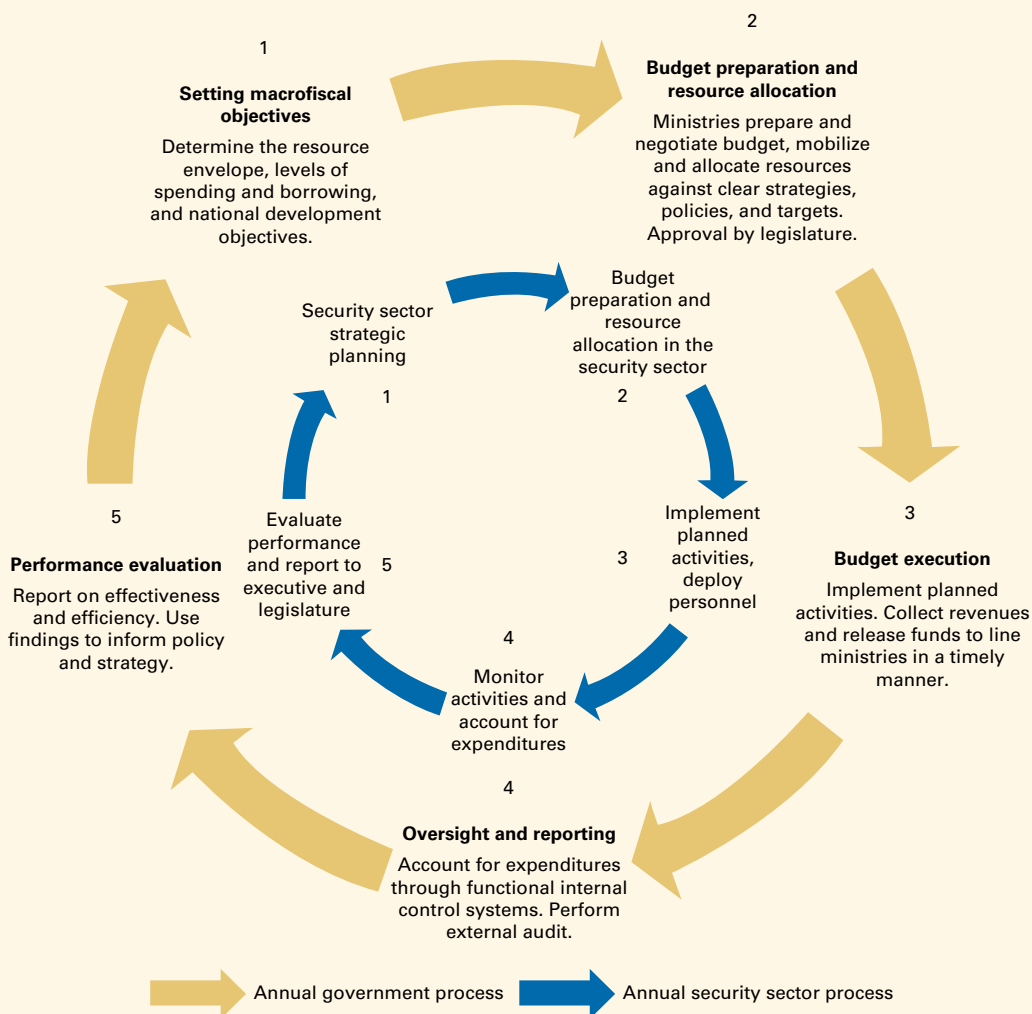 1
Setting macrofiscal
objectives
Determine the resource
envelope, levels of
spending and borrowing,
and national development
objectives.
2
Budget preparation and
resource allocation
Ministries prepare and
negotiate budget, mobilize
and allocate resources
against clear strategies,
policies, and targets.
Approval by legislature.
Security sector
strategic
planning
1
Budget
preparation and
resource
allocation in the
security sector
2
5
Performance evaluation
Report on effectiveness
and efficiency. Use
findings to inform policy
and strategy.
Evaluate
performance
and report to
executive and
legislature
5
3
Implement
planned
activities,
deploy
personnel
3
Budget execution
Implement planned
activities. Collect revenues
and release funds to line
ministries in a timely
manner.
4
Monitor
activities and
account for
expenditures
4
Oversight and reporting
Account for expenditures
through functional internal
control systems. Perform
external audit.
Annual government process
Annual security sector process